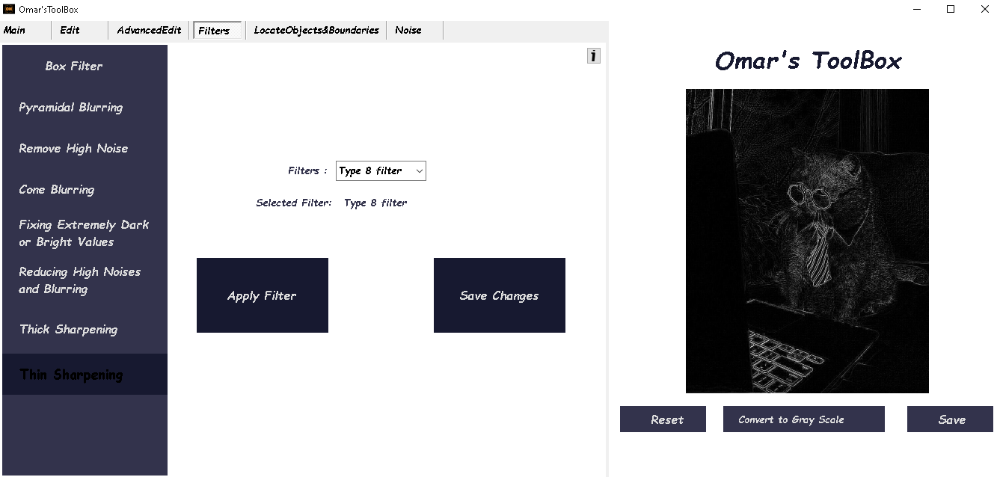 Omar'sToolBox
Main
Edit
AdvancedEdit
Filters
LocateObjects&Boundaries
Noise
Box Filter
Pyramidal Blurring
Remove High Noise
Cone Blurring
Fixing Extremely Dark
or Bright Values
Reducing High Noises
and Blurring
Thick Sharpening
Thin Sharpening
i
Filters :
Type 8 filter
Selected Filter:
Type 8 filter
Apply Filter
Save Changes
Omar's ToolBox
Reset
Convert to Gray Scale
Save